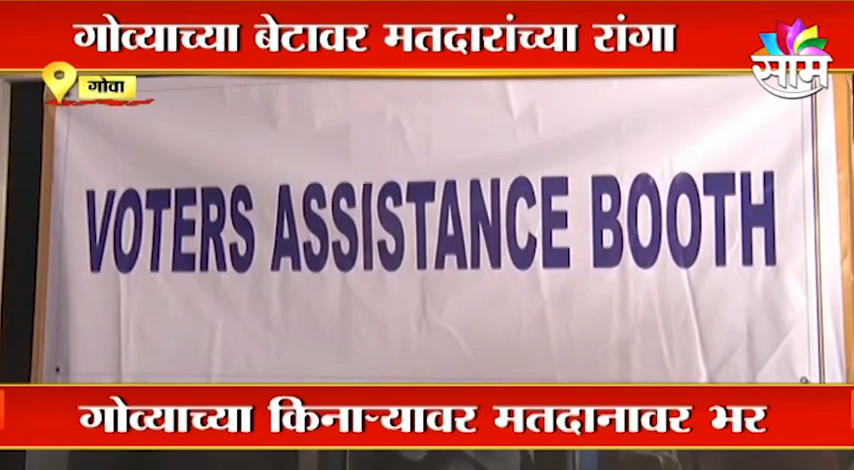 गोव्याच्या बेटावर मतदारांच्या रांगा
साम
गोवा
VOTERS ASSISTANCE BOOTH
गोव्याच्या किनाऱ्यावर मतदानावर भर